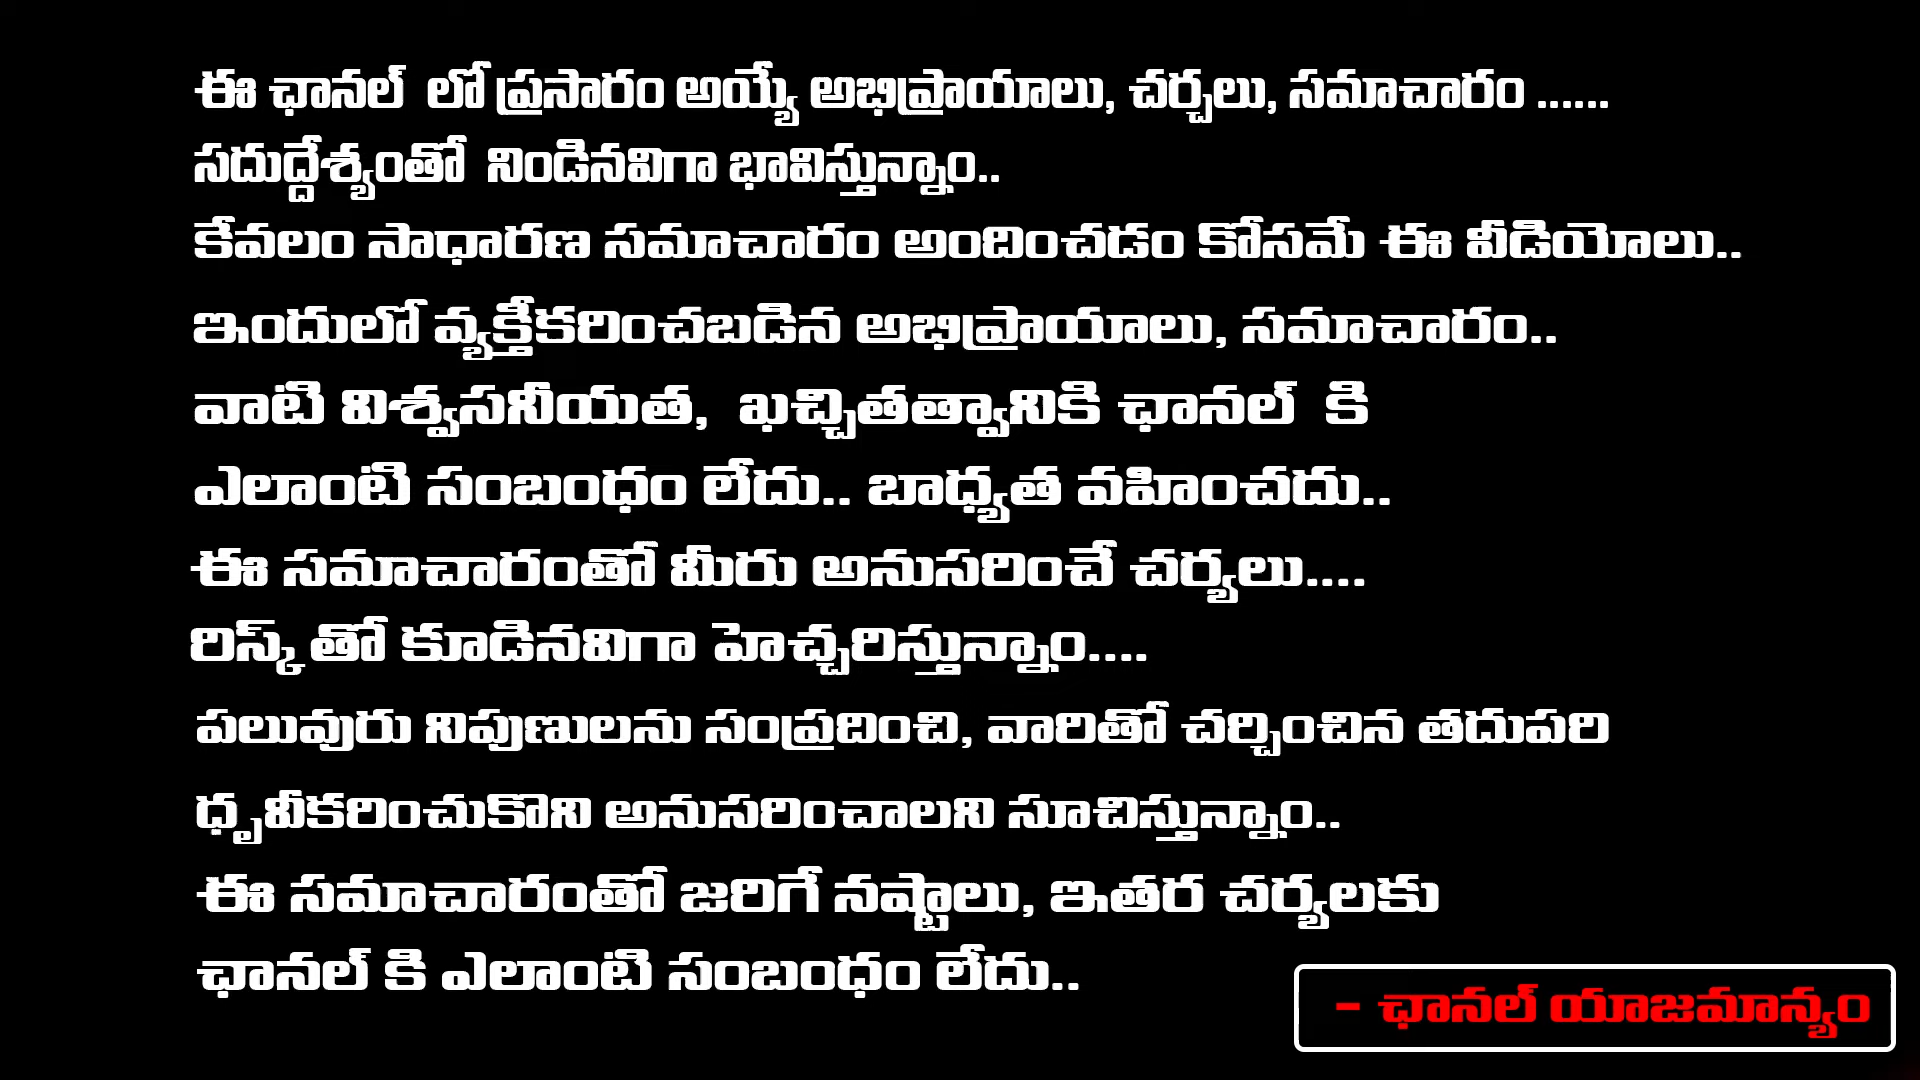 ఈ ఛానల్ లో ప్రసారం అయ్యే అభిప్రాయాలు, చర్చలు, సమాచారం ......
సదుద్దేశ్యంతో నిండినవిగా భావిస్తున్నాం..
కేవలం సాధారణ సమాచారం అందించడం కోసమే ఈ వీడియోలు..
ఇందులో వ్యక్తీకరించబడిన అభిప్రాయాలు, సమాచారం..
వాటి విశ్వసనీయత, ఖచ్చితత్వానికి ఛానల్ కి
ఎలాంటి సంబంధం లేదు.. బాధ్యత వహించదు..
ఈ సమాచారంతో మీరు అనుసరించే చర్యలు....
రిస్క్ తో కూడినవిగా హెచ్చరిస్తున్నాం....
పలువురు నిపుణులను సంప్రదించి, వారితో చర్చించిన తదుపరి
ధృవీకరించుకొని అనుసరించాలని సూచిస్తున్నాం..
ఈ సమాచారంతో జరిగే నష్టాలు, ఇతర చర్యలకు
ఛానల్ కి ఎలాంటి సంబంధం లేదు..
- ఛానల్ యాజమాన్యం